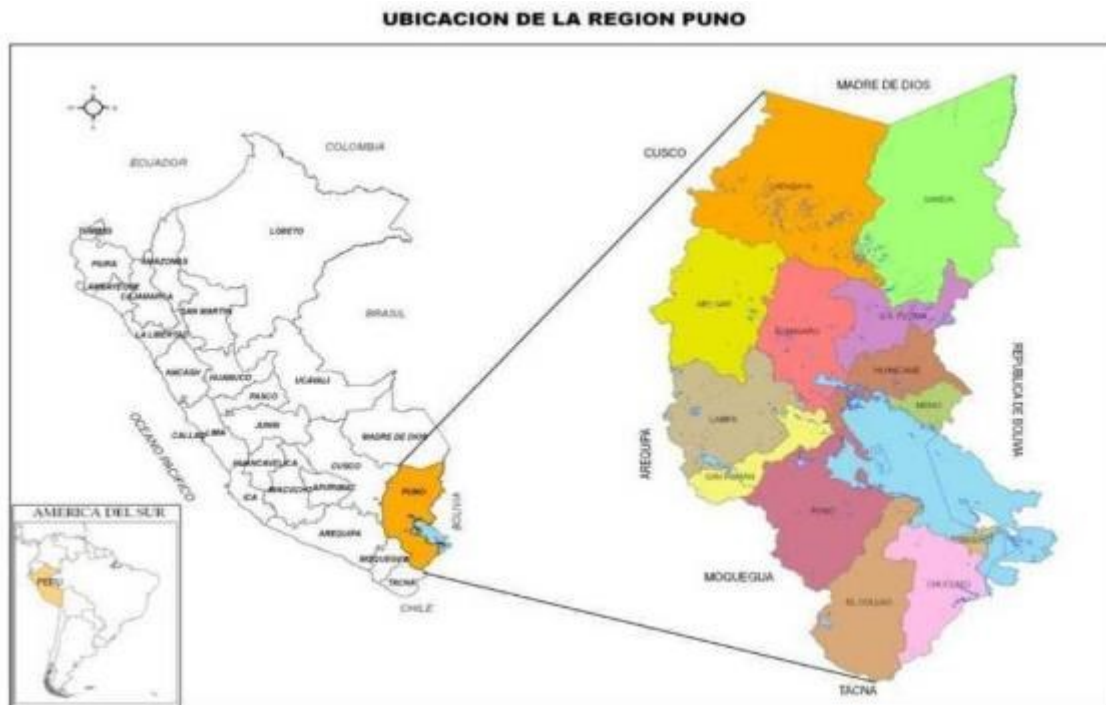 UBICACION DE LA REGION PUNO
MADRE DE DIOS
CUSCO
COLOMBIA
ECUADOR
LORETO
TUMBES
PIURA
AMAZONAS
LAMBAYEQUE
CAJAMARCA
SAN MARTIN
BRASIL
LA LIBERTAD
ANCASH
HUANUCO
UCAYALI
PASCO
OCEANO PACIFICO
CALLAO
LIMA
JUNIN
MADRE DE DIOS
HUANCAVELICA
CUSCO
AYACUCHO
APURIMAC
ICA
PUNO
BOLIVIA
AREQUIPA
MOQUEGUA
TACNA
CHILE
AMERICA DEL SUR
PERU
CARABAYA
SANDIA
MELGAR
AZANGARO
HUANCANE
MOHO
LAMPA
SAN ROMAN
PUNO
EL COLLAO
CHUCUITO
AREQUIPA
REPUBLICA DE BOLIVIA
MOQUEGUA
TACNA